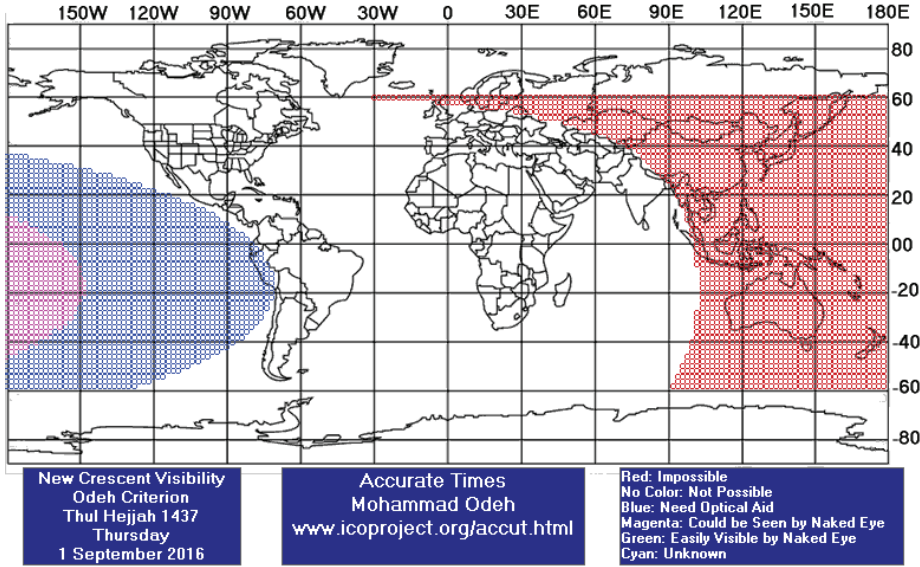 150W 120W 90W 60W 30W 0 30E 60E 90E 120E 150E 180E
80
60
40
20
00
-20
-40
-60
-80
New Crescent Visibility
Odeh Criterion
Thul Hejjah 1437
Thursday
1 September 2016
Accurate Times
Mohammad Odeh
www.icoproject.org/accut.html
Red: Impossible
No Color: Not Possible
Blue: Need Optical Aid
Magenta: Could be Seen by Naked Eye
Green: Easily Visible by Naked Eye
Cyan: Unknown